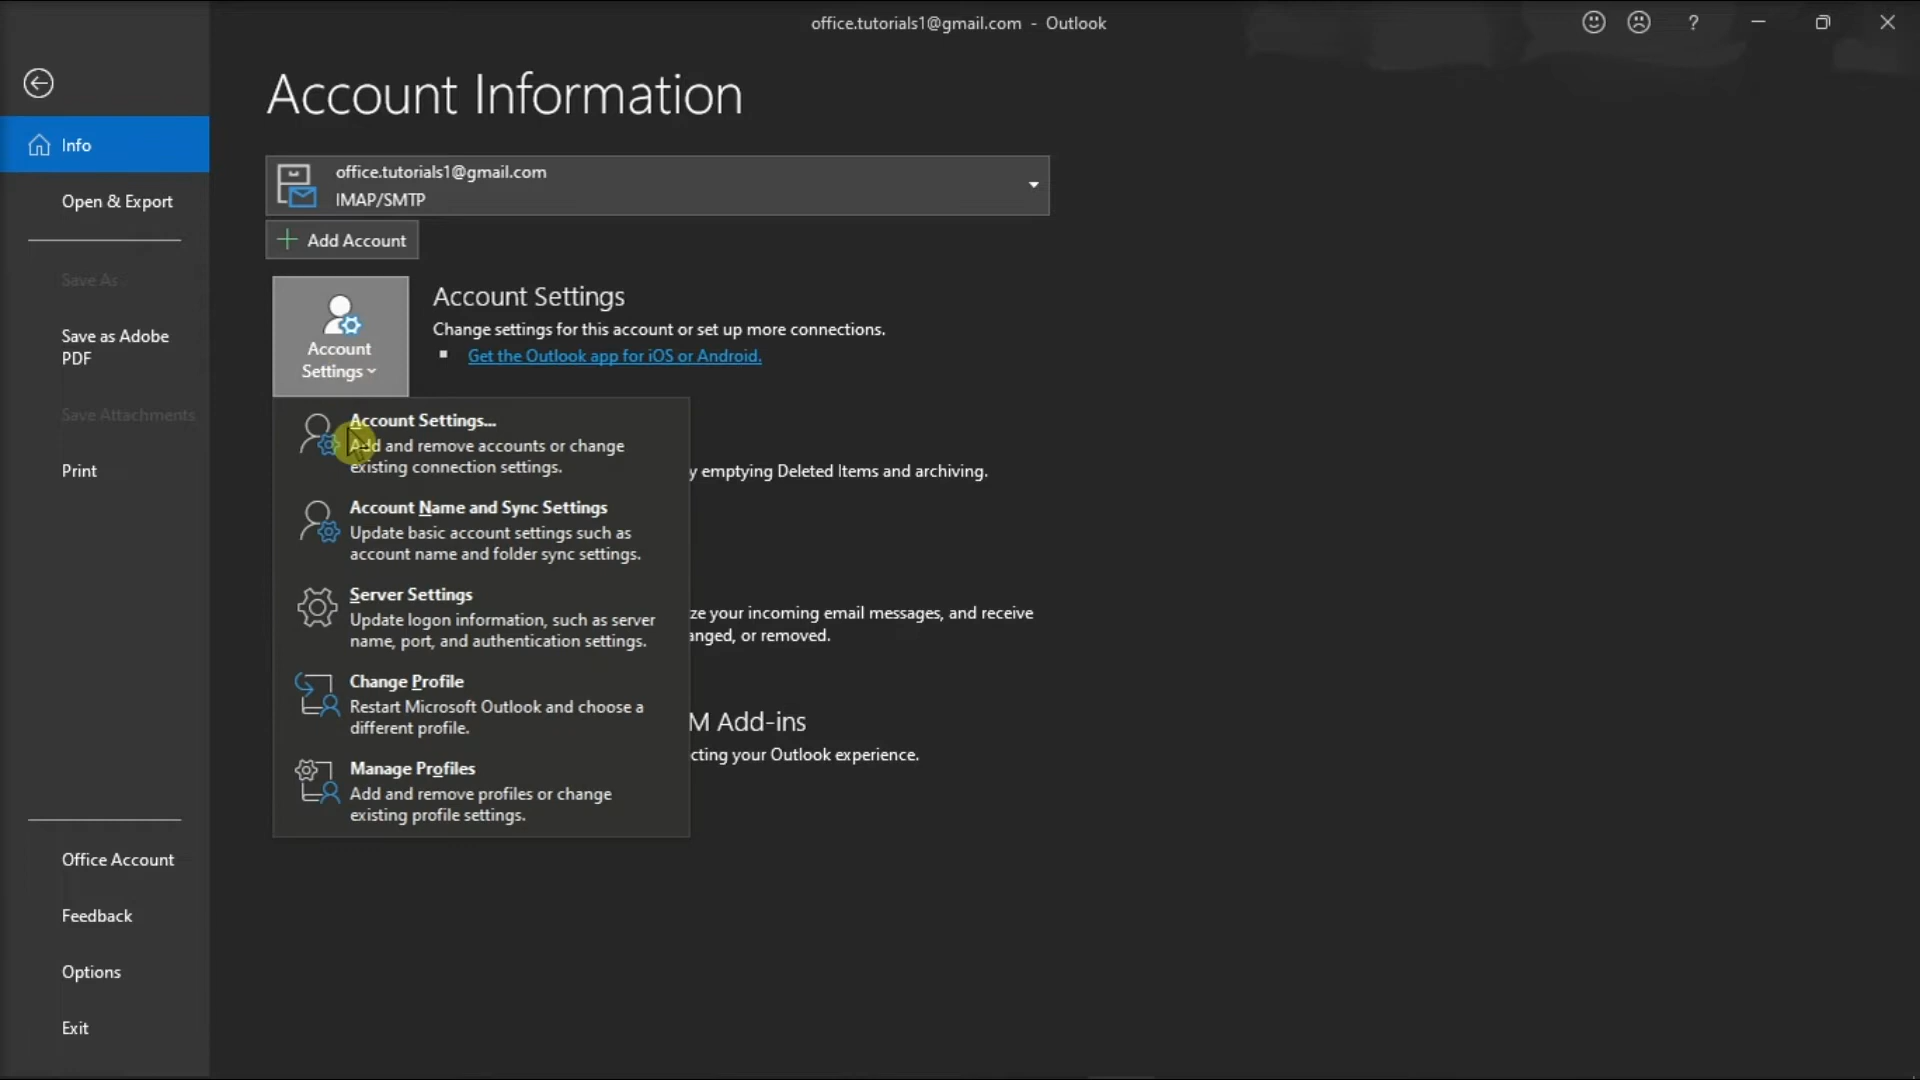 office.tutorials1@gmail.com - Outlook
?
Account Information
Info
Open & Export
Save As
Save as Adobe
PDF
Save Attachments
Print
Office Account
Feedback
Options
Exit
office.tutorials1@gmail.com
IMAP/SMTP
Add Account
Account
Settings
Account Settings
Change settings for this account or set up more connections.
Get the Outlook app for iOS or Android.
Account Settings...
Add and remove accounts or change
existing connection settings.
Account Name and Sync Settings
Update basic account settings such as
account name and folder sync settings.
Server Settings
Update logon information, such as server
name, port, and authentication settings.
Change Profile
Restart Microsoft Outlook and choose a
different profile.
Manage Profiles
Add and remove profiles or change
existing profile settings.
y emptying Deleted Items and archiving.
ze your incoming email messages, and receive
anged, or removed.
M Add-ins
cting your Outlook experience.